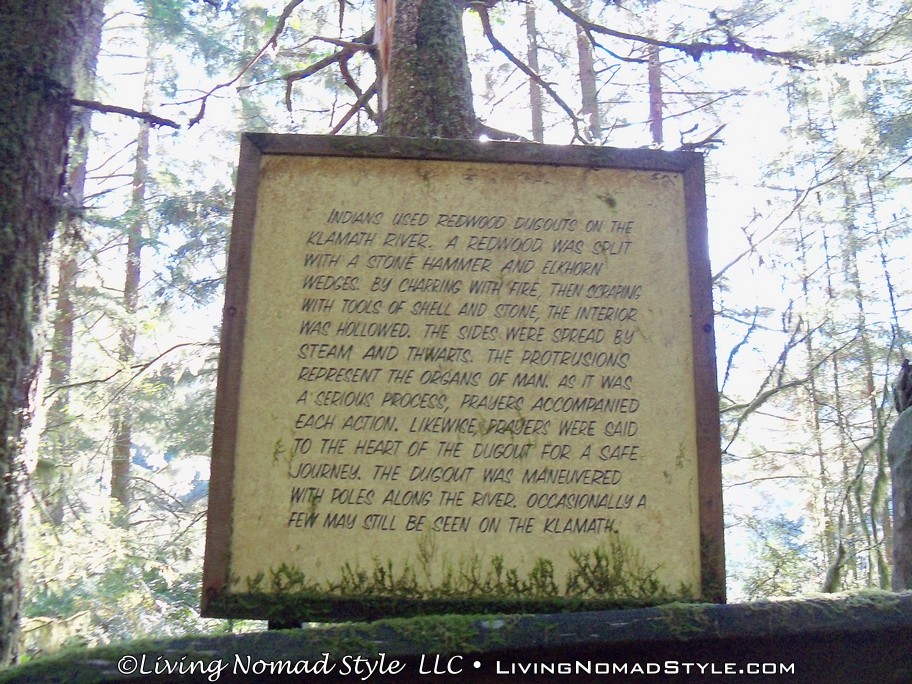 INDIANS USED REDWOOD DUGOUTS ON THE
KLAMATH RIVER. A REDWOOD WAS SPLIT
WITH A STONE HAMMER AND ELKHORN
WEDGES. BY CHARRING WITH FIRE, THEN SCRAPING
WITH TOOLS OF SHELL AND STONE, THE INTERIOR
WAS HOLLOWED. THE SIDES WERE SPREAD BY
STEAM AND THWARTS. THE PROTRUSIONS
REPRESENT THE ORGANS OF MAN. AS IT WAS
A SERIOUS PROCESS, PRAYERS ACCOMPANIED
EACH ACTION. LIKEWISE, PRAYERS WERE SAID
TO THE HEART OF THE DUGOUT FOR A SAFE
JOURNEY. THE DUGOUT WAS MANEUVERED
WITH POLES ALONG THE RIVER. OCCASIONALLY A
FEW MAY STILL BE SEEN ON THE KLAMATH.
©Living Nomad Style LLC • LivingNomadStyle.com